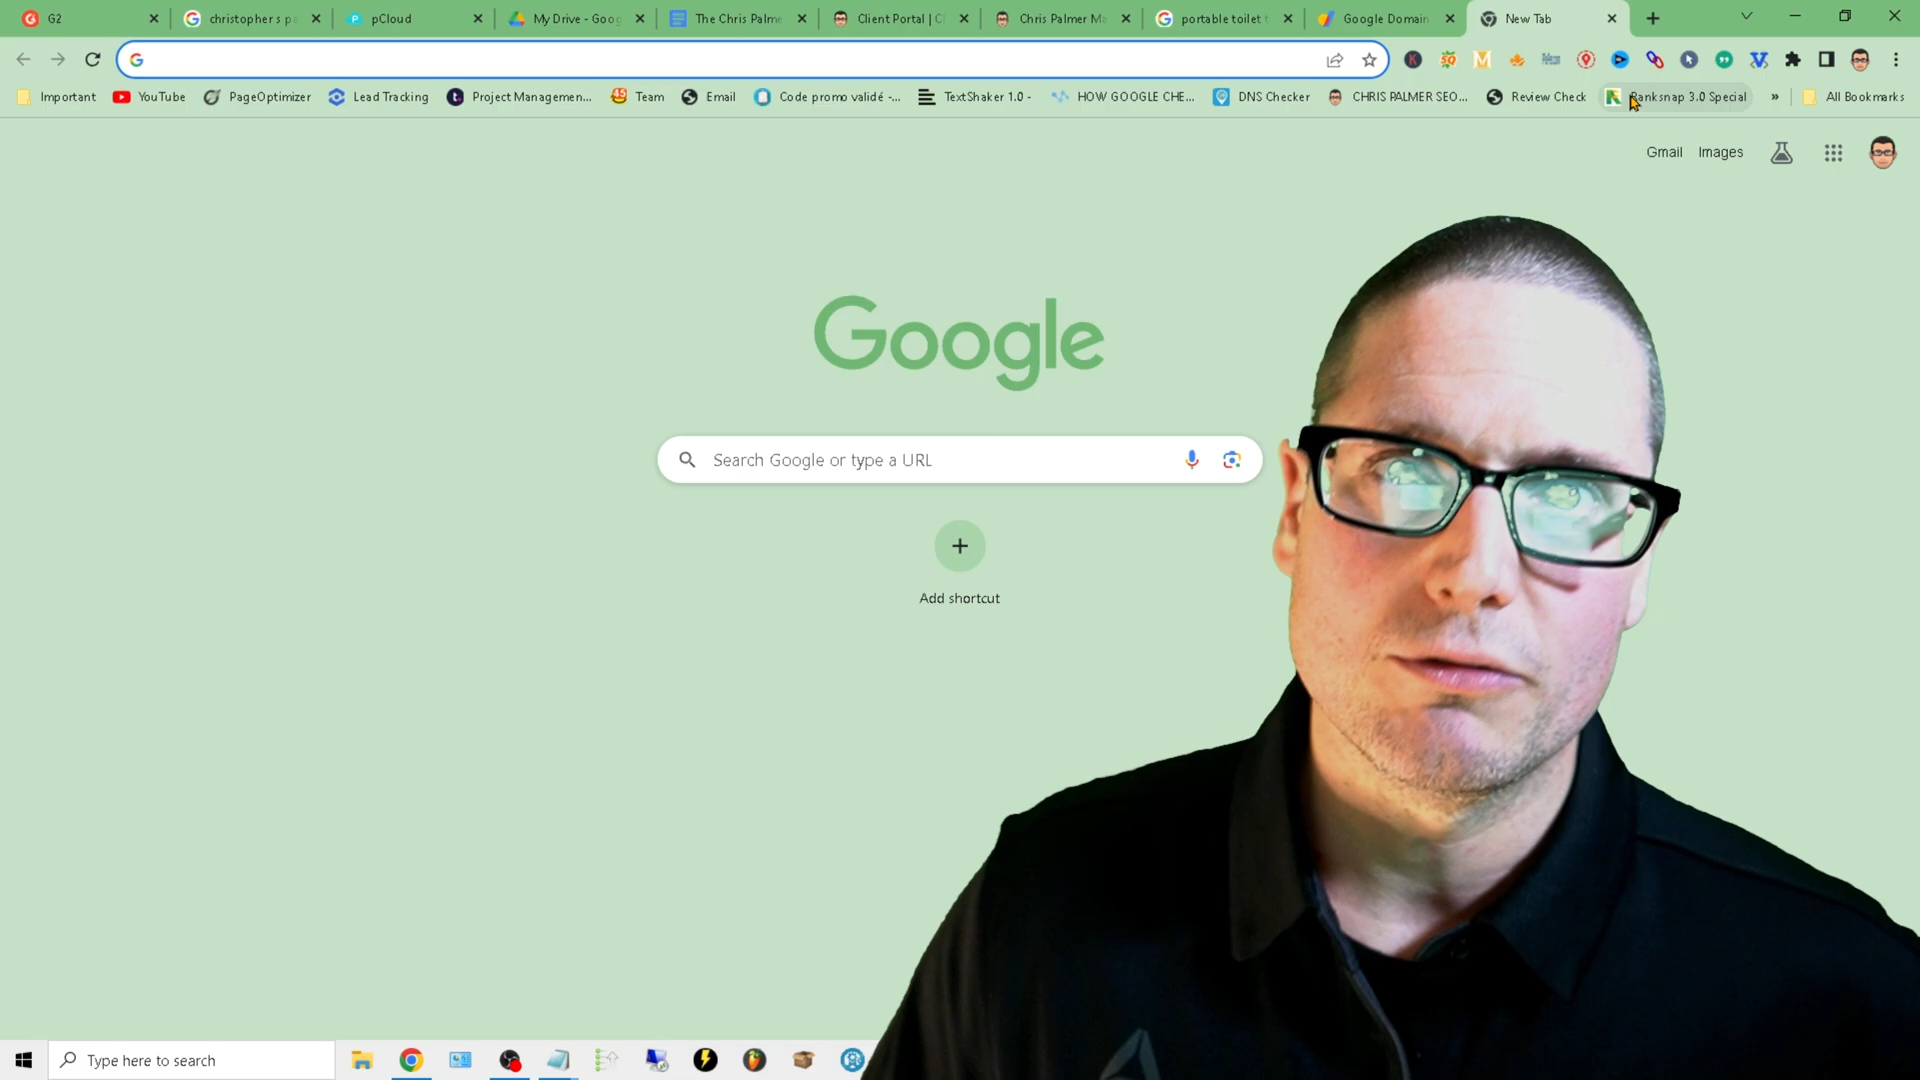 G2
christopher s pa
pCloud
My Drive - Goog
The Chris Palme
Client Portal | C
Chris Palmer Ma
portable toilet
Google Domain
New Tab
Important
YouTube
PageOptimizer
Lead Tracking
Project Managemen...
Team
Email
Code promo validé -...
TextShaker 1.0 -
HOW GOOGLE CHE...
DNS Checker
CHRIS PALMER SEO...
Review Check
Ranksnap 3.0 Special
»
All Bookmarks
Gmail
Images
Google
Search Google or type a URL
Add shortcut
Type here to search